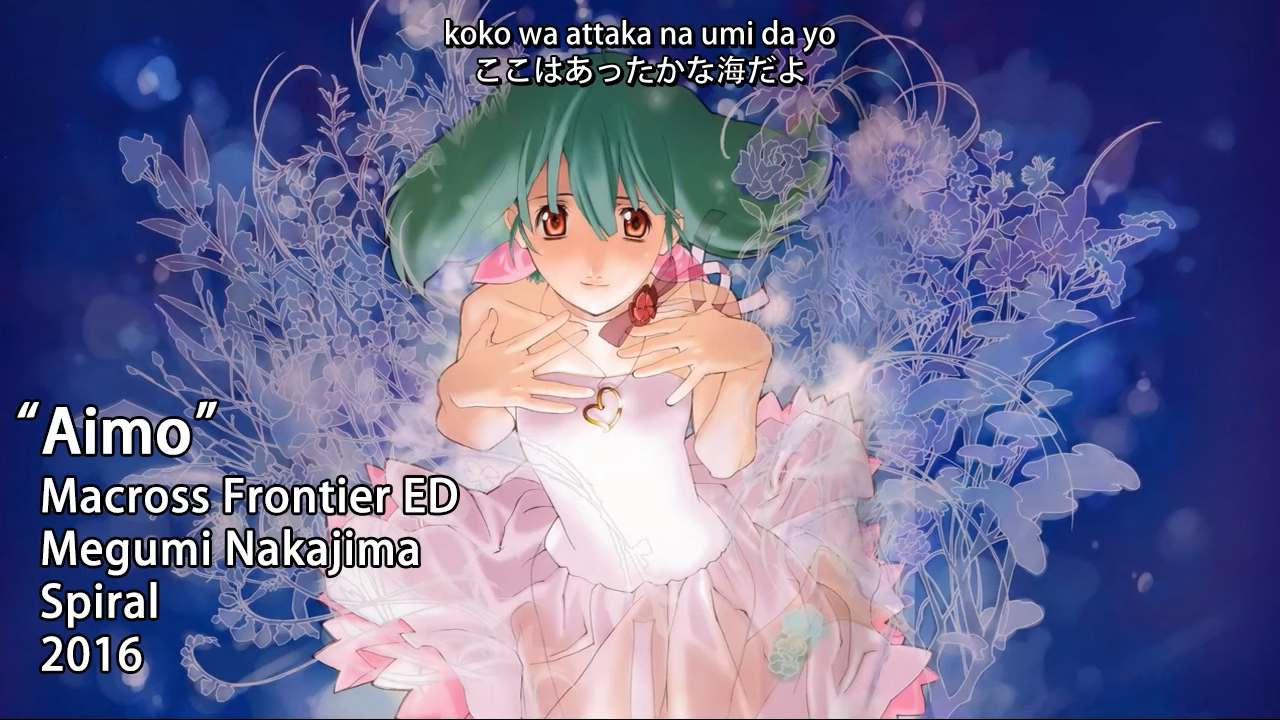 koko wa attaka na umi da yo
ここはあったかな海だよ
“Aimo”
Macross Frontier ED
Megumi Nakajima
Spiral
2016